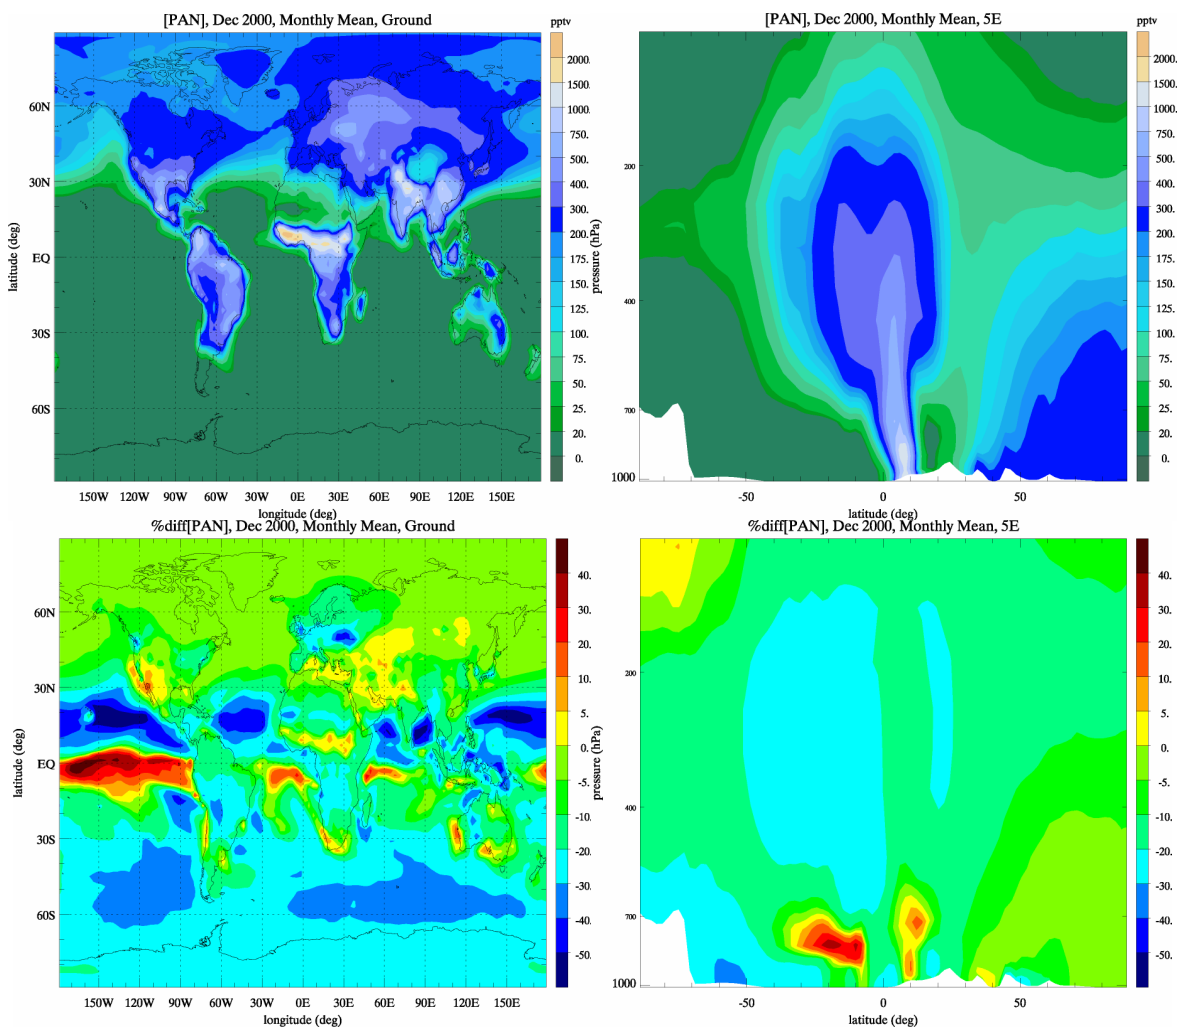 [PAN], Dec 2000, Monthly Mean, Ground
pptv
2000.
1500.
1000.
750.
500.
400.
300.
200.
175.
150.
125.
100.
75.
50.
25.
20.
0.
60N
30N
EQ
30S
60S
latitude (deg)
150W 120W 90W 60W 30W 0E 30E 60E 90E 120E 150E
longitude (deg)
[PAN], Dec 2000, Monthly Mean, 5E
pptv
2000.
1500.
1000.
750.
500.
400.
300.
200.
175.
150.
125.
100.
75.
50.
25.
20.
0.
200
400
700
1000
pressure (hPa)
-50 0 50
latitude (deg)
%diff[PAN], Dec 2000, Monthly Mean, Ground
40.
30.
20.
10.
5.
0.
-5.
-10.
-20.
-30.
-40.
-50.
60N
30N
EQ
30S
60S
latitude (deg)
150W 120W 90W 60W 30W 0E 30E 60E 90E 120E 150E
longitude (deg)
%diff[PAN], Dec 2000, Monthly Mean, 5E
40.
30.
20.
10.
5.
0.
-5.
-10.
-20.
-30.
-40.
-50.
200
400
700
1000
pressure (hPa)
-50 0 50
latitude (deg)